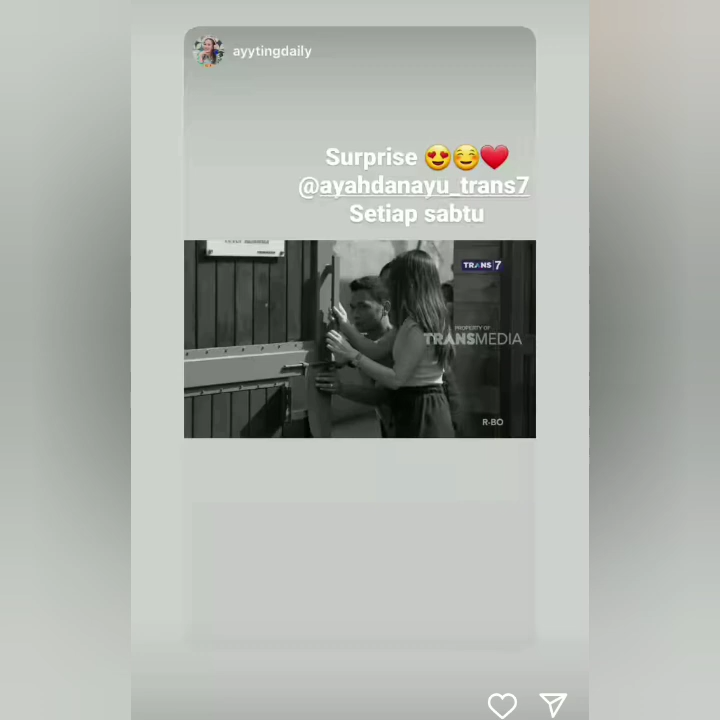 ayytingdaily
Surprise 😍☺️❤️
@ayahdanayu_trans7
Setiap sabtu
TRANS 7
PROPERTY OF
TRANSMEDIA
R-BO